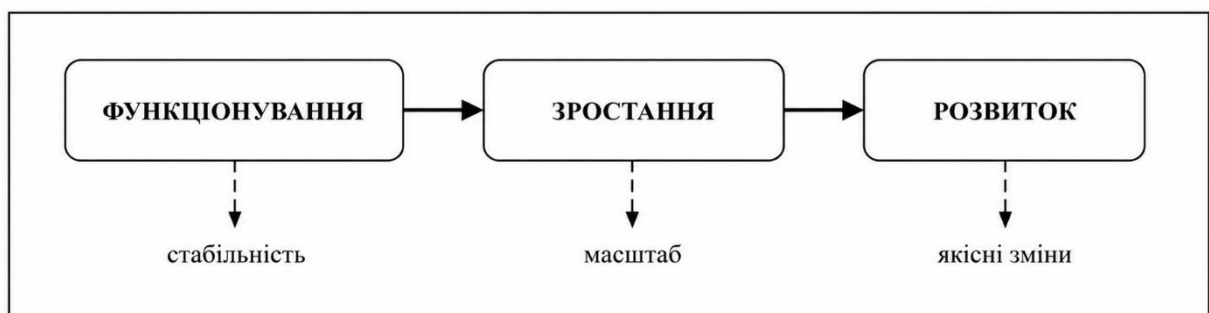 ФУНКЦІОНУВАННЯ
ЗРОСТАННЯ
РОЗВИТОК
стабільність
масштаб
якісні зміни